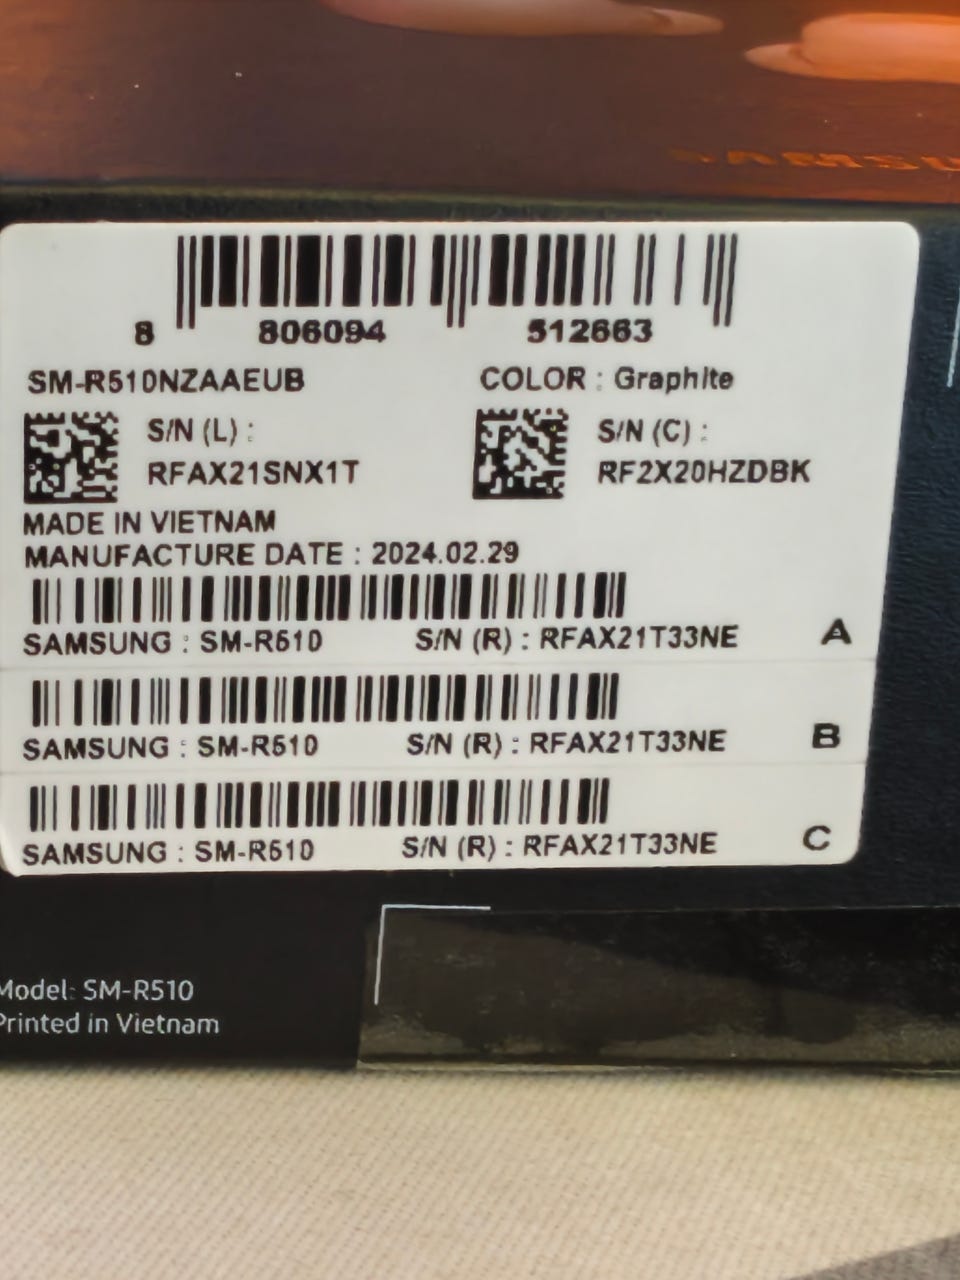 SAMSU
8 806094 512663
SM-R510NZAAEUB COLOR : Graphite
S/N (L) : S/N (C) :
RFAX21SNX1T RF2X20HZDBK
MADE IN VIETNAM
MANUFACTURE DATE : 2024.02.29
SAMSUNG : SM-R510 S/N (R) : RFAX21T33NE A
SAMSUNG : SM-R510 S/N (R) : RFAX21T33NE B
SAMSUNG : SM-R510 S/N (R) : RFAX21T33NE C
Model: SM-R510
Printed in Vietnam